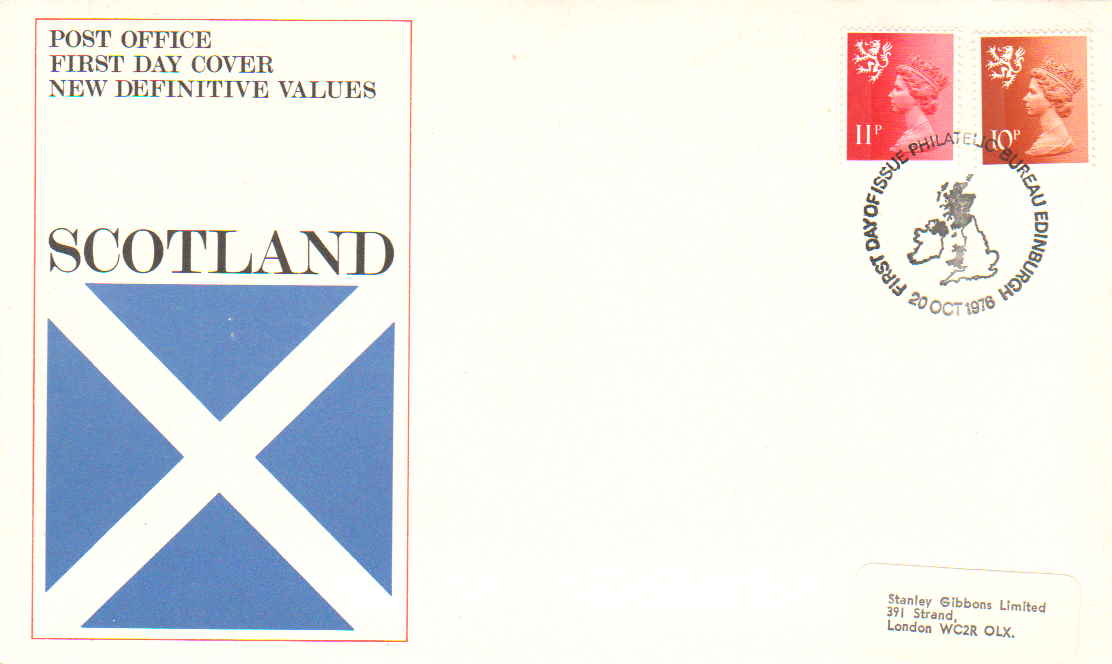 POST OFFICE
FIRST DAY COVER
NEW DEFINITIVE VALUES
SCOTLAND
11P
10P
FIRST DAY OF ISSUE PHILATELIC BUREAU EDINBURGH
20 OCT 1976
Stanley Gibbons Limited
391 Strand,
London WC2R OLX.